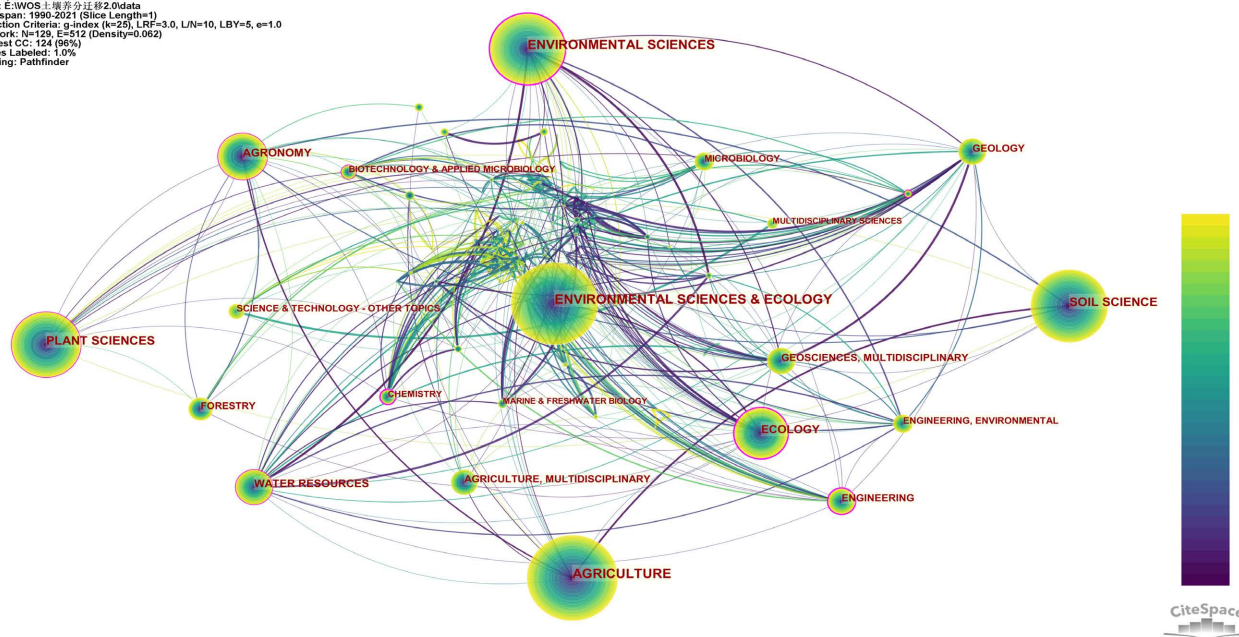 : E:\WOS土壤养分迁移2.0\data
span: 1990-2021 (Slice Length=1)
ction Criteria: g-index (k=25), LRF=3.0, L/N=10, LBY=5, e=1.0
ork: N=129, E=512 (Density=0.062)
est CC: 124 (96%)
es Labeled: 1.0%
ing: Pathfinder
ENVIRONMENTAL SCIENCES
GEOLOGY
AGRONOMY
MICROBIOLOGY
BIOTECHNOLOGY & APPLIED MICROBIOLOGY
MULTIDISCIPLINARY SCIENCES
ENVIRONMENTAL SCIENCES & ECOLOGY
SOIL SCIENCE
SCIENCE & TECHNOLOGY - OTHER TOPICS
PLANT SCIENCES
GEOSCIENCES, MULTIDISCIPLINARY
CHEMISTRY
MARINE & FRESHWATER BIOLOGY
FORESTRY
ENGINEERING, ENVIRONMENTAL
ECOLOGY
AGRICULTURE, MULTIDISCIPLINARY
WATER RESOURCES
ENGINEERING
AGRICULTURE
CiteSpace